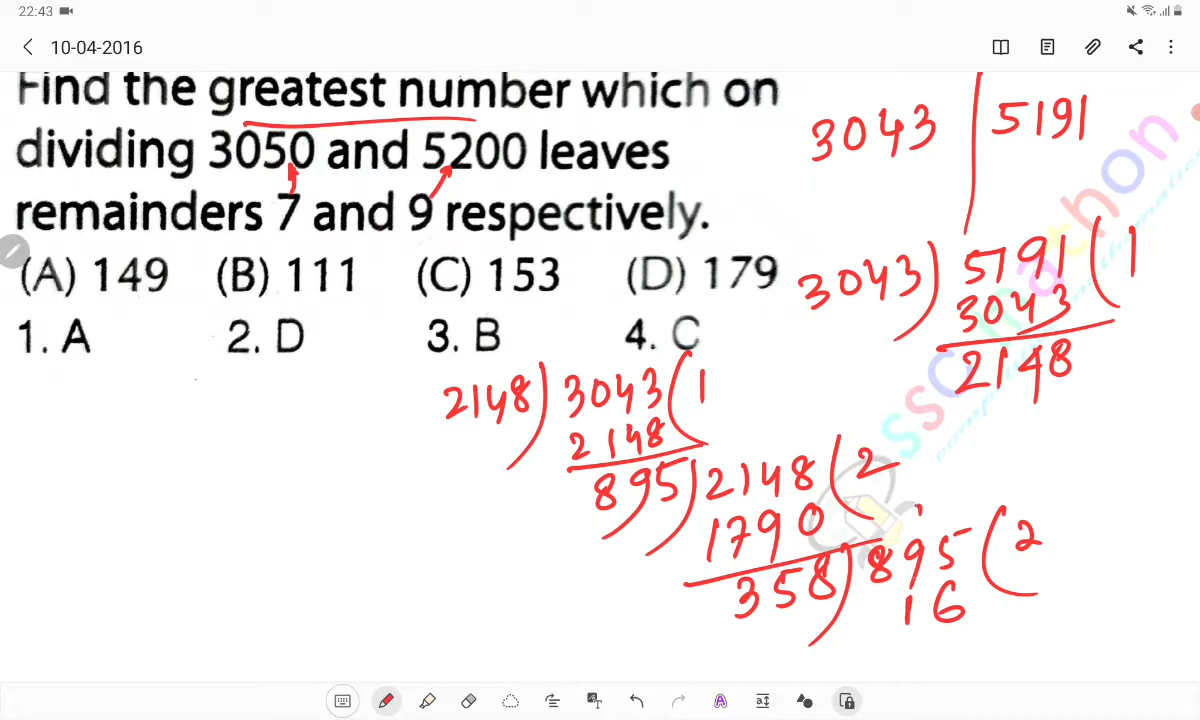 22:43
10-04-2016
Find the greatest number which on
dividing 3050 and 5200 leaves
remainders 7 and 9 respectively.
(A) 149 (B) 111 (C) 153 (D) 179
1. A 2. D 3. B 4. C
3043 5191
3043) 5191 (1
3043
2148
2148) 3043 (1
2148
895) 2148 (2
1790
358) 895 (2
16